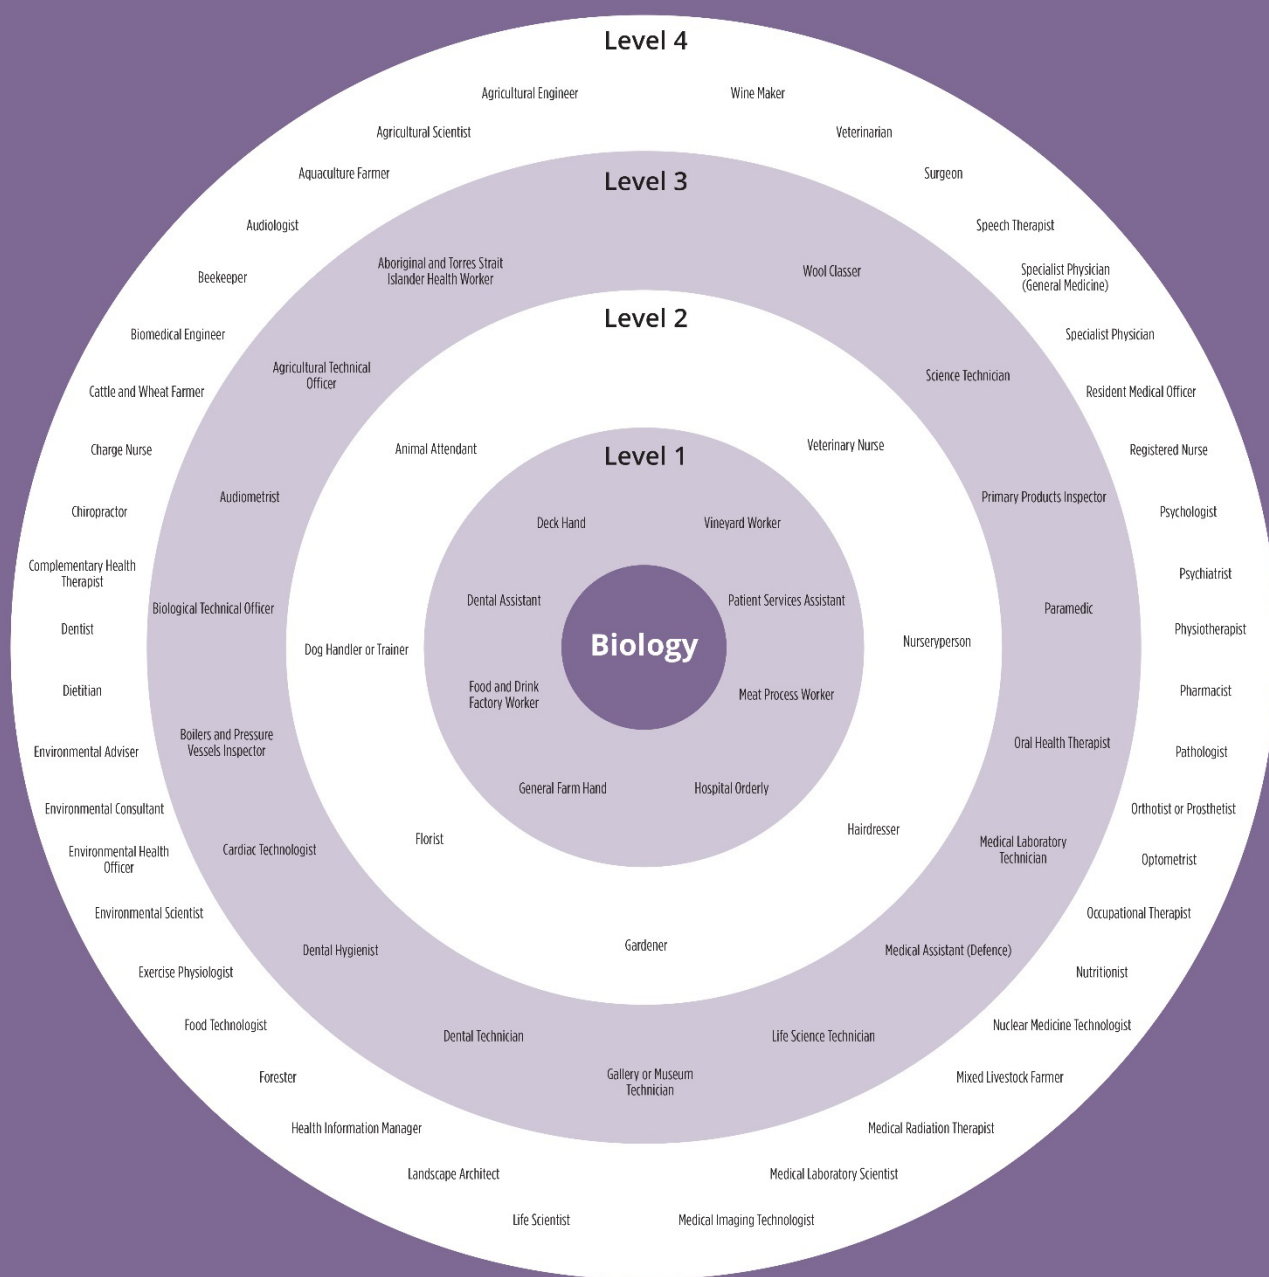 Level 4
Agricultural Engineer
Wine Maker
Agricultural Scientist
Veterinarian
Aquaculture Farmer
Surgeon
Audiologist
Speech Therapist
Beekeeper
Specialist Physician
(General Medicine)
Biomedical Engineer
Specialist Physician
Cattle and Wheat Farmer
Resident Medical Officer
Charge Nurse
Registered Nurse
Chiropractor
Psychologist
Complementary Health
Therapist
Psychiatrist
Dentist
Physiotherapist
Dietitian
Pharmacist
Environmental Adviser
Pathologist
Environmental Consultant
Orthotist or Prosthetist
Environmental Health
Officer
Optometrist
Environmental Scientist
Occupational Therapist
Exercise Physiologist
Nutritionist
Food Technologist
Nuclear Medicine Technologist
Forester
Mixed Livestock Farmer
Health Information Manager
Medical Radiation Therapist
Landscape Architect
Medical Laboratory Scientist
Life Scientist
Medical Imaging Technologist
Level 3
Aboriginal and Torres Strait
Islander Health Worker
Wool Classer
Agricultural Technical
Officer
Science Technician
Audiometrist
Primary Products Inspector
Biological Technical Officer
Paramedic
Boilers and Pressure
Vessels Inspector
Oral Health Therapist
Cardiac Technologist
Medical Laboratory
Technician
Dental Hygienist
Medical Assistant (Defence)
Dental Technician
Life Science Technician
Gallery or Museum
Technician
Level 2
Animal Attendant
Veterinary Nurse
Dog Handler or Trainer
Nurseryperson
Florist
Hairdresser
Gardener
Level 1
Deck Hand
Vineyard Worker
Dental Assistant
Patient Services Assistant
Food and Drink
Factory Worker
Meat Process Worker
General Farm Hand
Hospital Orderly
Biology